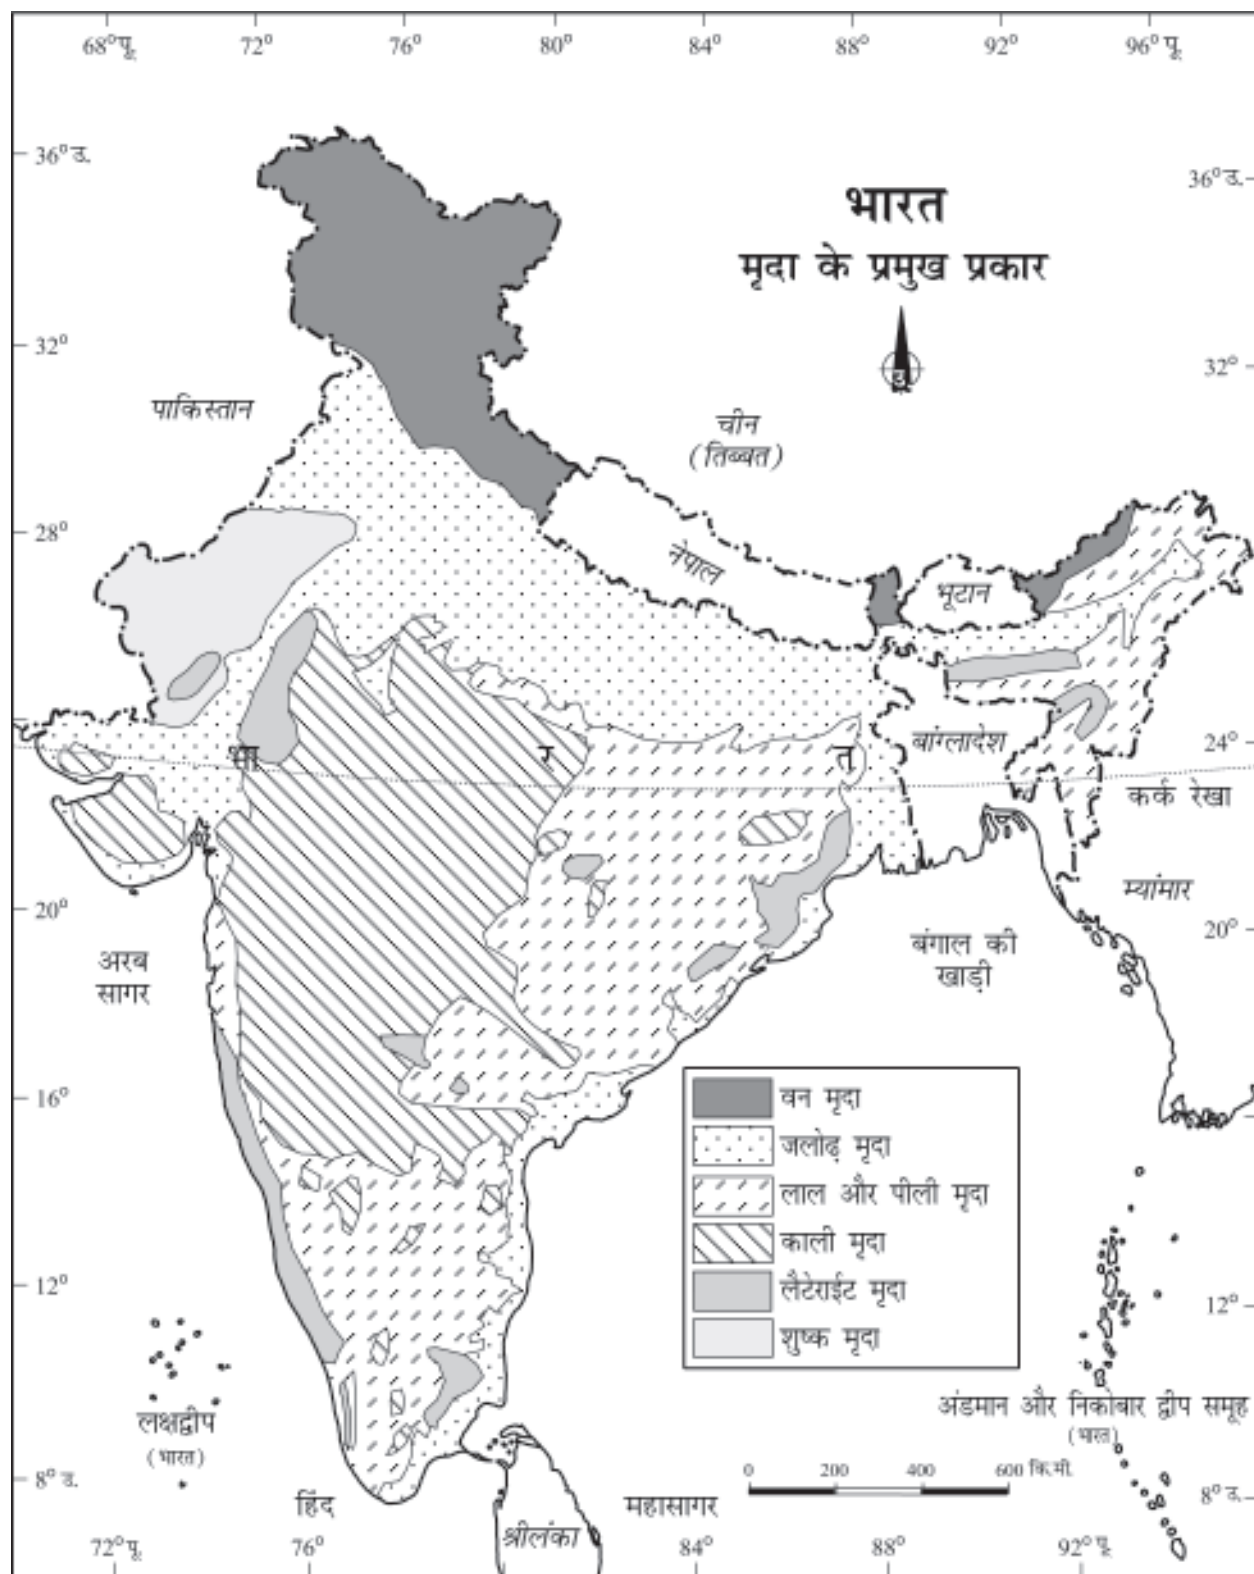 68°पू. 72° 76° 80° 84° 88° 92° 96°पू.
36°उ. 36°उ.
भारत
मृदा के प्रमुख प्रकार
उ
32° 32°
पाकिस्तान
चीन
(तिब्बत)
28°
नेपाल
भूटान
भा र त
बांग्लादेश
24°
कर्क रेखा
म्यांमार
20° 20°
अरब
सागर
बंगाल की
खाड़ी
16°
वन मृदा
जलोढ़ मृदा
लाल और पीली मृदा
काली मृदा
लैटेराईट मृदा
शुष्क मृदा
12° 12°
लक्षद्वीप
(भारत)
अंडमान और निकोबार द्वीप समूह
(भारत)
0 200 400 600 कि.मी.
8° उ. 8° उ.
हिंद महासागर
श्रीलंका
72°पू. 76° 84° 88° 92°पू.